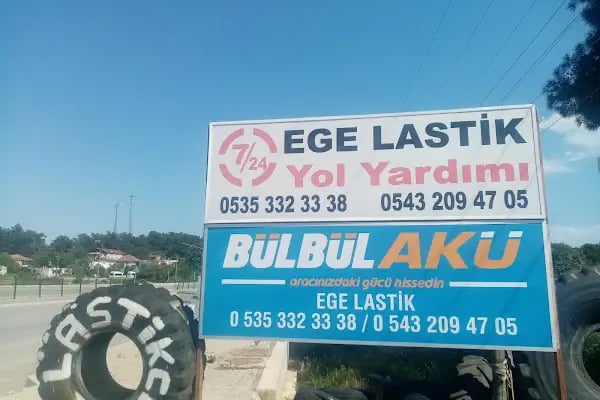 7/24
EGE LASTİK
Yol Yardımı
0535 332 33 38 0543 209 47 05
BÜLBÜL AKÜ
aracınızdaki gücü hissedin
EGE LASTİK
0 535 332 33 38 / 0 543 209 47 05
LASTİKÇİ